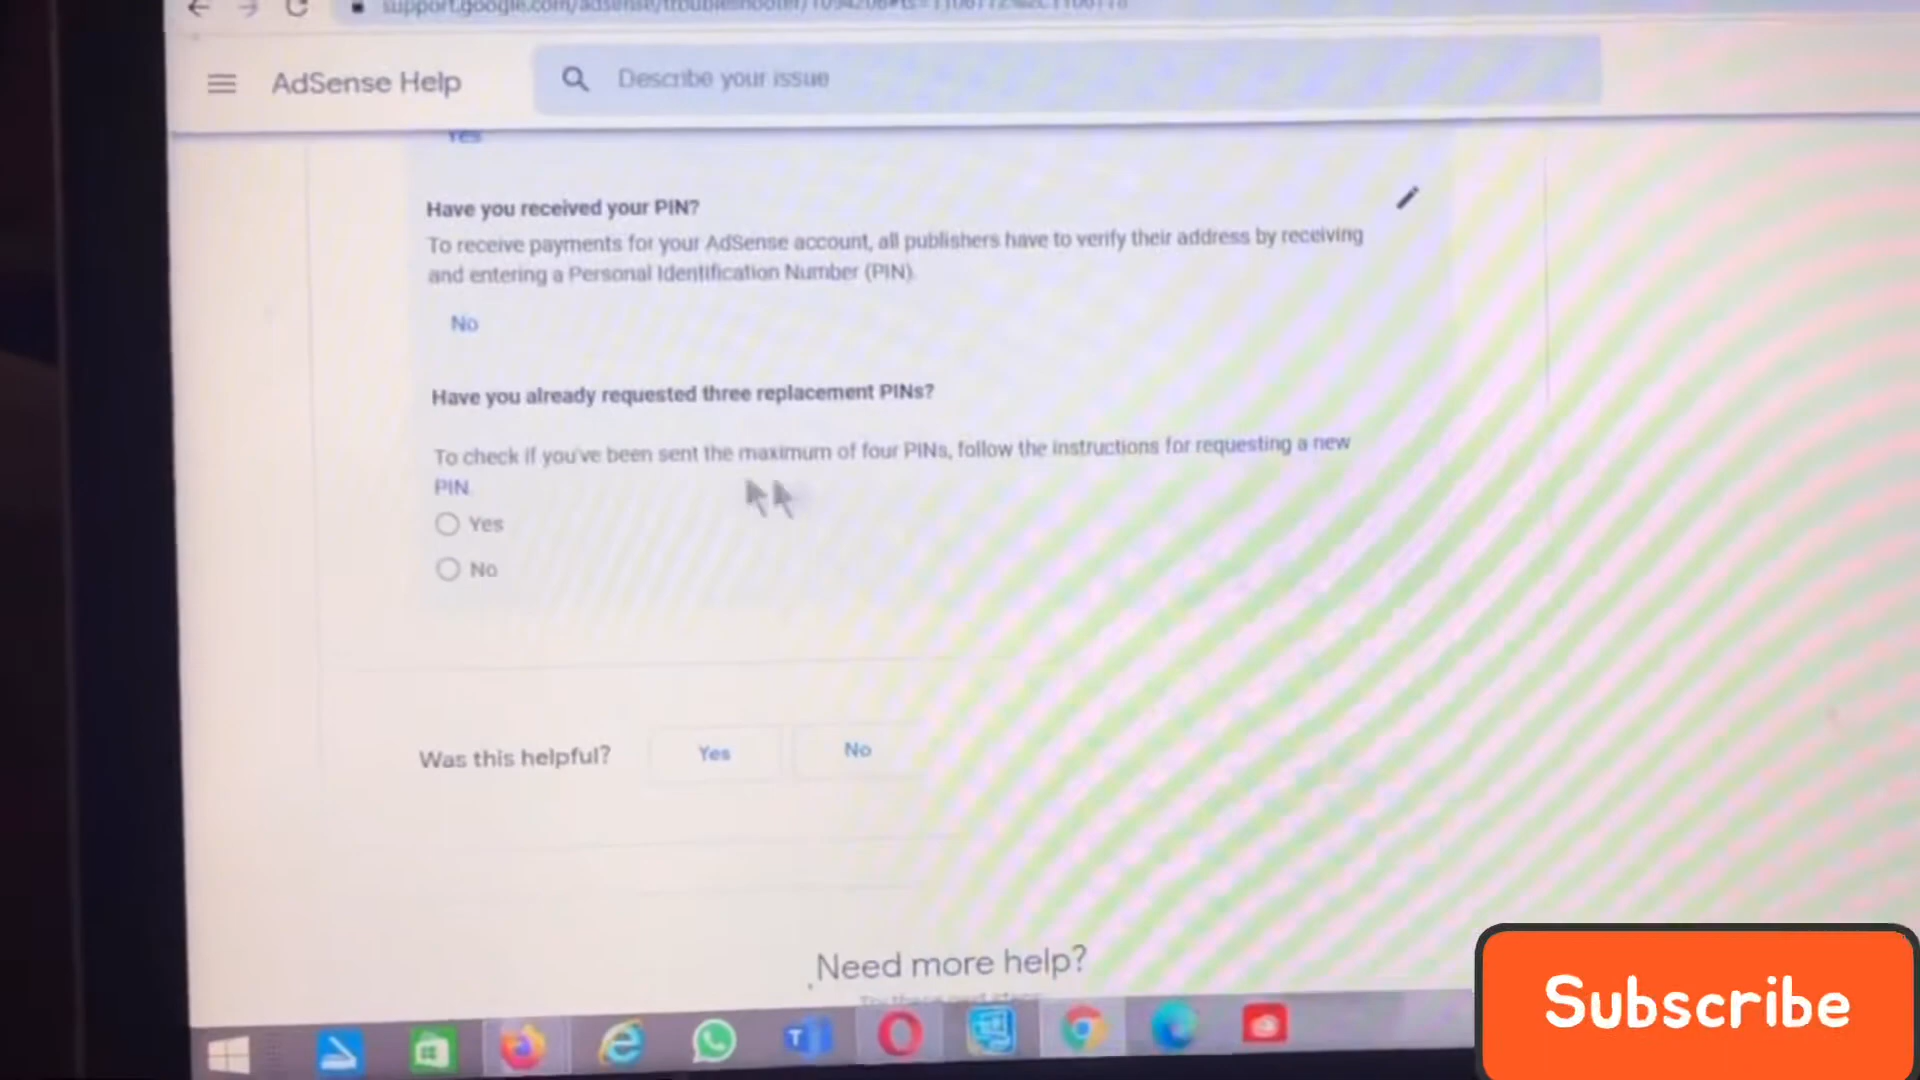 AdSense Help
Describe your issue
Yes
Have you received your PIN?
To receive payments for your AdSense account, all publishers have to verify their address by receiving
and entering a Personal Identification Number (PIN).
No
Have you already requested three replacement PINs?
To check if you've been sent the maximum of four PINs, follow the instructions for requesting a new
PIN.
Yes
No
Was this helpful?
Yes
No
Need more help?
Subscribe